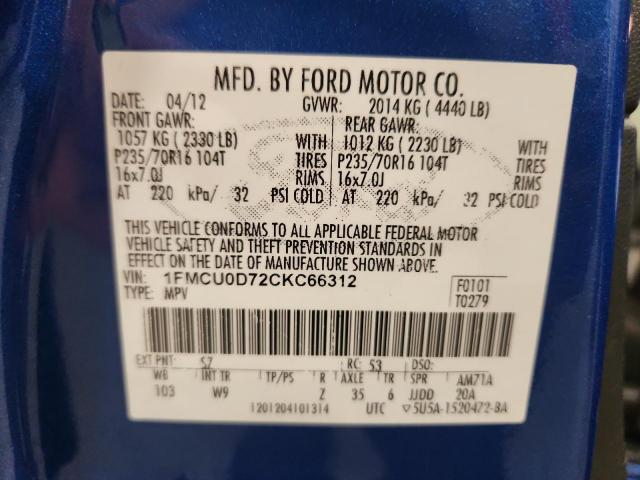 MFD. BY FORD MOTOR CO.
DATE: 04/12 GVWR: 2014 KG ( 4440 LB)
FRONT GAWR: REAR GAWR:
1057 KG ( 2330 LB) WITH 1012 KG ( 2230 LB) WITH
P235/70R16 104T TIRES P235/70R16 104T TIRES
16x7.0J RIMS 16x7.0J RIMS
AT 220 kPa/ 32 PSI COLD AT 220 kPa/ 32 PSI COLD
THIS VEHICLE CONFORMS TO ALL APPLICABLE FEDERAL MOTOR
VEHICLE SAFETY AND THEFT PREVENTION STANDARDS IN
EFFECT ON THE DATE OF MANUFACTURE SHOWN ABOVE.
VIN: 1FMCU0D72CKC66312 F0101
TYPE: MPV T0279
EXT PNT: SZ RC: 53 DSO:
WB INT TR TP/PS R AXLE TR SPR AM71A
103 W9 Z 35 6 JJDD 20A
1201204101314 UTC ▽5U5A-1520472-BA